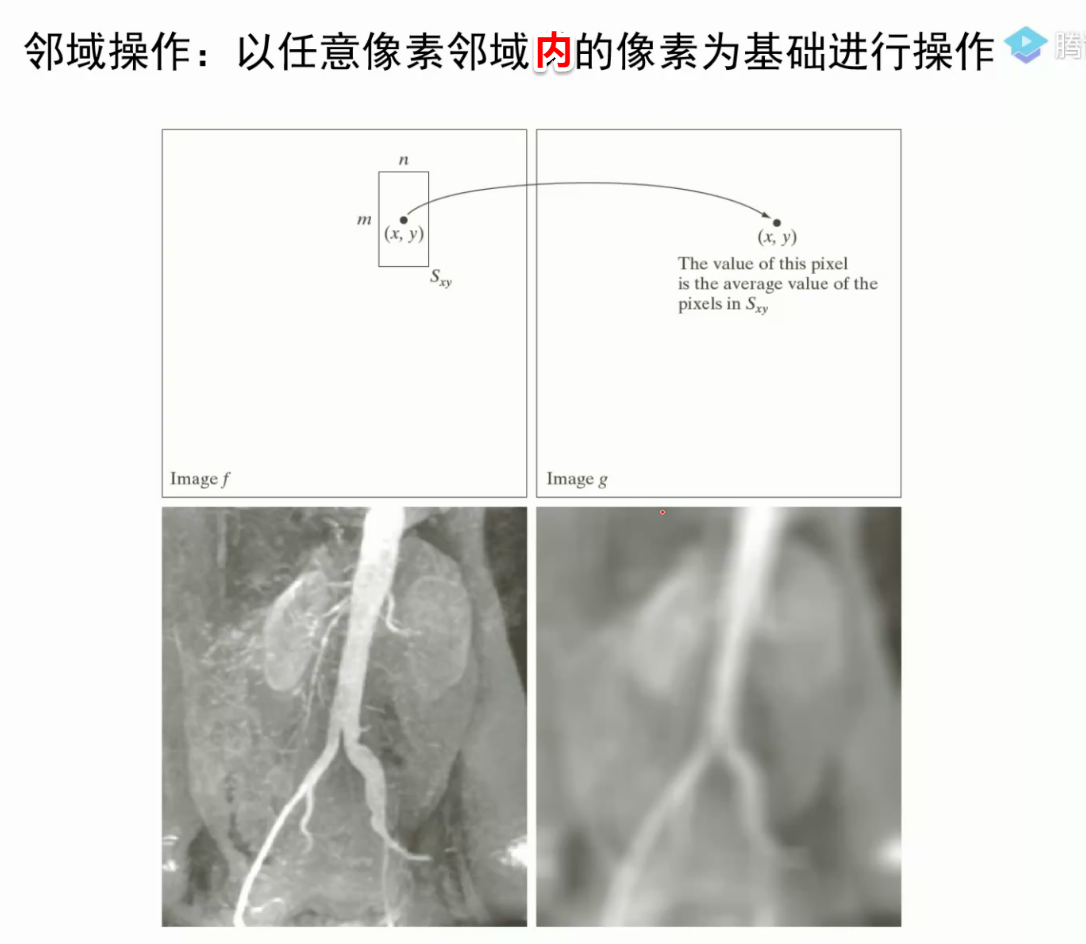 邻域操作：以任意像素邻域内的像素为基础进行操作
腾
n
m
(x, y)
Sxy
(x, y)
The value of this pixel
is the average value of the
pixels in Sxy
Image f
Image g